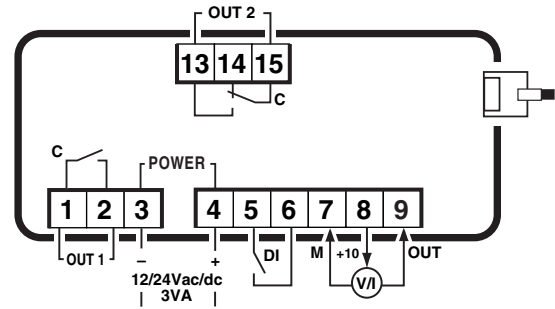 OUT 2
13 14 15
C
C
POWER
1 2 3 4 5 6 7 8 9
OUT 1 – + DI M +10 OUT
12/24Vac/dc V/I
3VA